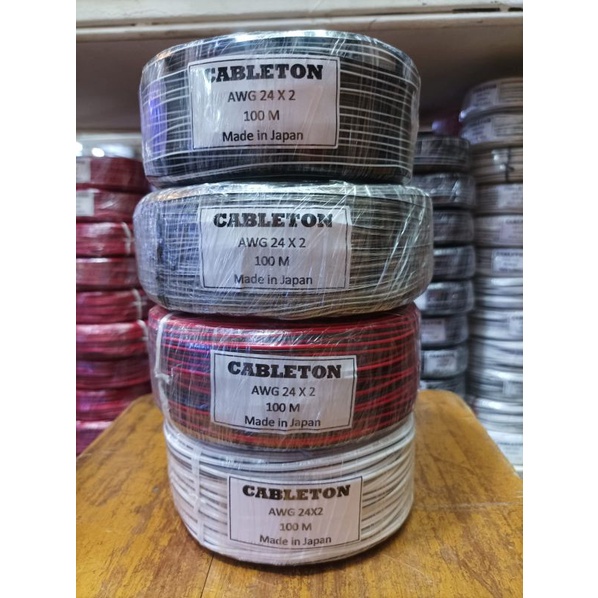 CABLETON
AWG 24 X 2
100 M
Made in Japan
CABLETON
AWG 24 X 2
100 M
Made in Japan
CABLETON
AWG 24 X 2
100 M
Made in Japan
CABLETON
AWG 24X2
100 M
Made in Japan